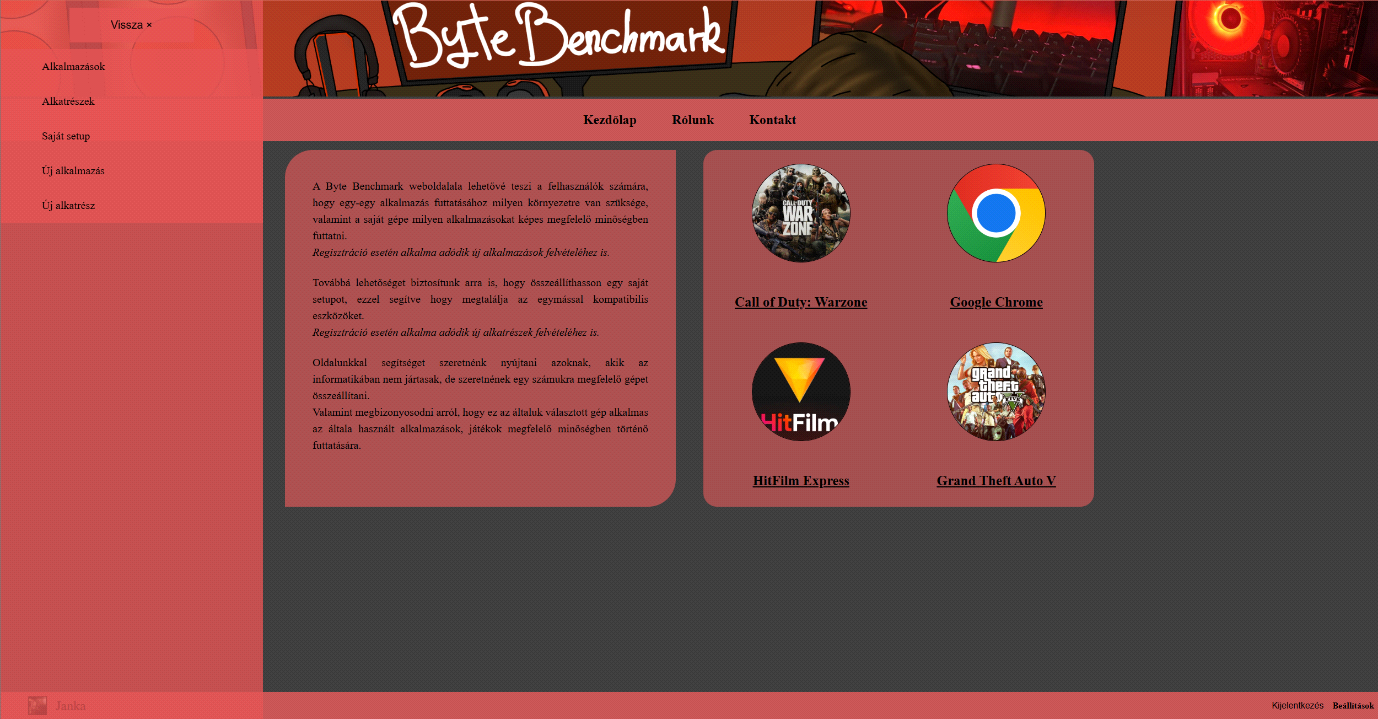 Vissza ×
Byte Benchmark
Alkalmazások
Alkatrészek
Saját setup
Új alkalmazás
Új alkatrész
Kezdőlap Rólunk Kontakt
A Byte Benchmark weboldalala lehetővé teszi a felhasználók számára,
hogy egy-egy alkalmazás futtatásához milyen környezetre van szüksége,
valamint a saját gépe milyen alkalmazásokat képes megfelelő minőségben
futtatni.
Regisztráció esetén alkalma adódik új alkalmazások felvételéhez is.
Továbbá lehetőséget biztosítunk arra is, hogy összeállíthasson egy saját
setupot, ezzel segítve hogy megtalálja az egymással kompatibilis
eszközöket.
Regisztráció esetén alkalma adódik új alkatrészek felvételéhez is.
Oldalunkkal segítséget szeretnénk nyújtani azoknak, akik az
informatikában nem jártasak, de szeretnének egy számukra megfelelő gépet
összeállítani.
Valamint megbizonyosodni arról, hogy ez az általuk választott gép alkalmas
az általa használt alkalmazások, játékok megfelelő minőségben történő
futtatására.
CALL OF DUTY
WAR
ZONE
Call of Duty: Warzone
Google Chrome
HitFilm
HitFilm Express
grand
theft
auto
V
Grand Theft Auto V
Janka
Kijelentkezés Beállítások